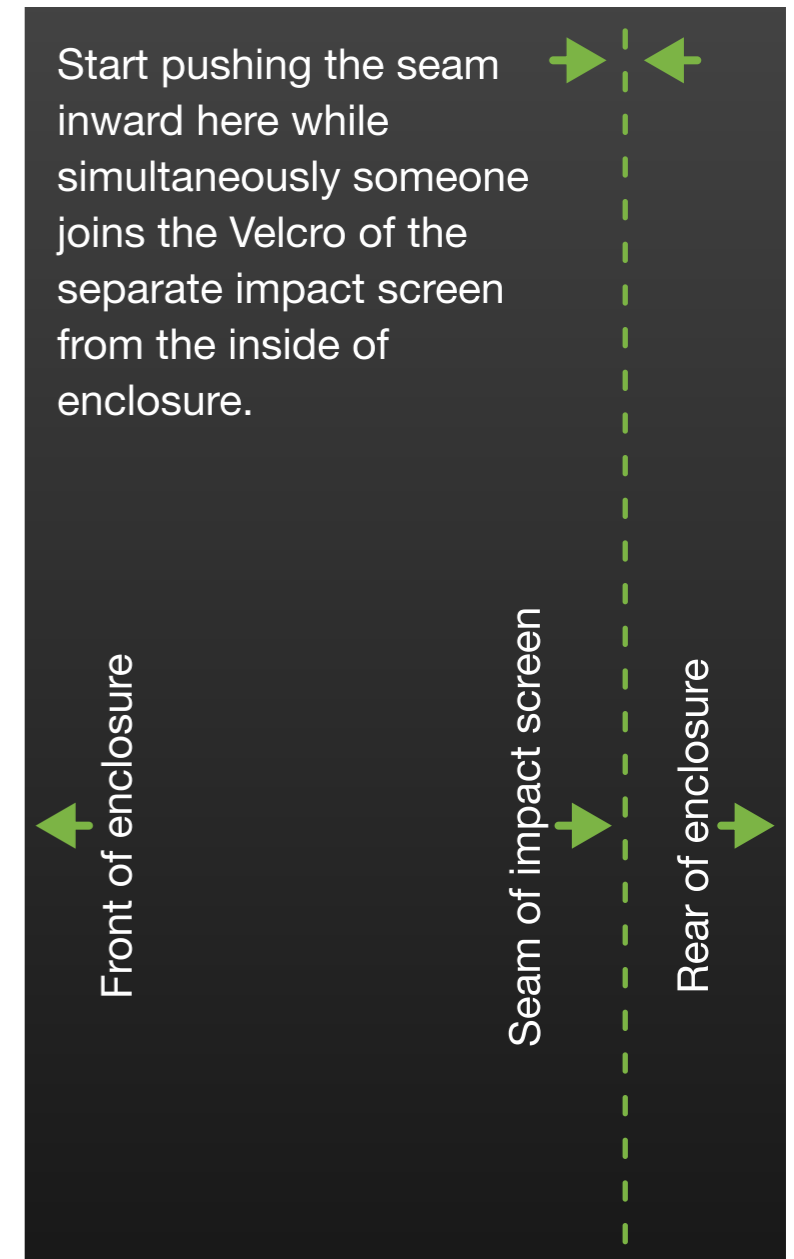 Start pushing the seam
inward here while
simultaneously someone
joins the Velcro of the
separate impact screen
from the inside of
enclosure.
Front of enclosure
Seam of impact screen
Rear of enclosure